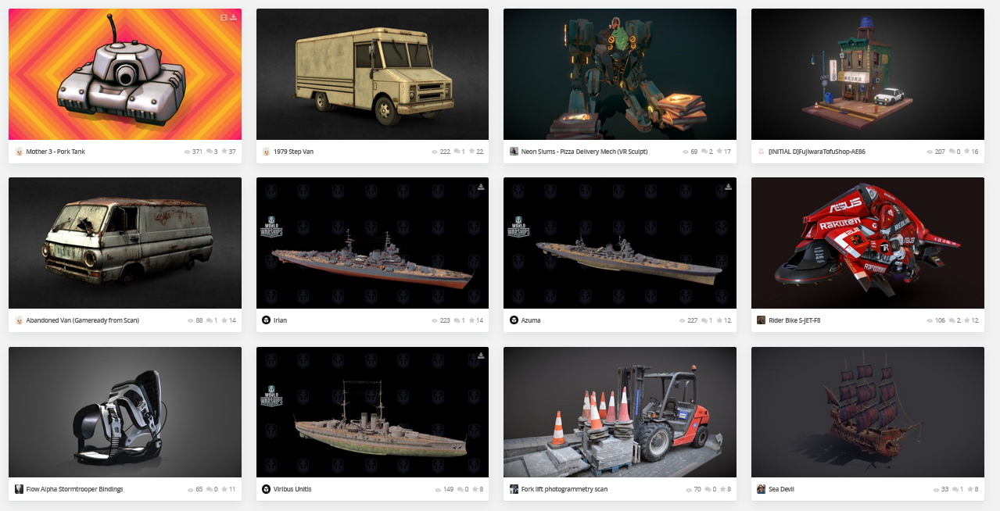 Mother 3 - Pork Tank 371 3 37
1979 Step Van 222 1 22
Neon Slums - Pizza Delivery Mech (VR Sculpt) 69 2 17
[INITIAL D]FujiwaraTofuShop-AE86 207 0 16
WORLD OF
WARSHIPS
WORLD OF
WARSHIPS
ASUS
Rakuten
Abandoned Van (Gameready from Scan) 88 1 14
Irian 223 1 14
Azuma 227 1 12
Rider Bike S-JET-F8 106 2 12
WORLD OF
WARSHIPS
Flow Alpha Stormtrooper Bindings 65 0 11
Viribus Unitis 149 0 8
Fork lift photogrammetry scan 70 0 8
Sea Devil 33 1 8